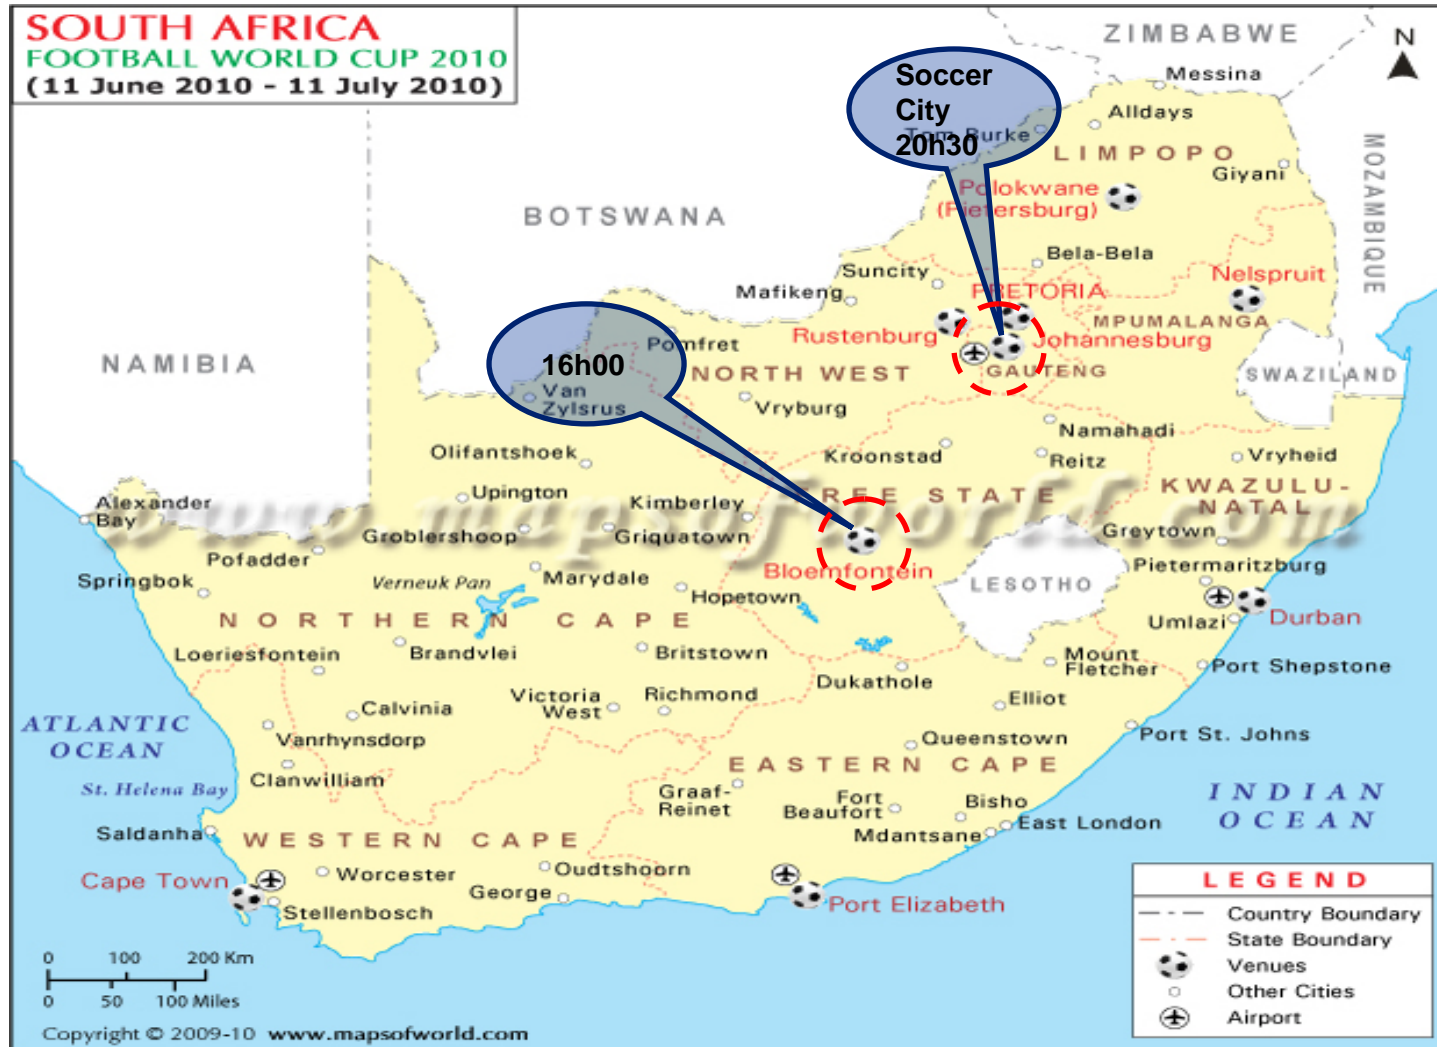 SOUTH AFRICA
FOOTBALL WORLD CUP 2010
(11 June 2010 - 11 July 2010)
ZIMBABWE
N
Soccer
City
20h30
Messina
Alldays
Tom Burke
LIMPOPO
Giyani
MOZAMBIQUE
Polokwane
(Pietersburg)
BOTSWANA
Bela-Bela
Suncity
Nelspruit
Mafikeng
PRETORIA
MPUMALANGA
Rustenburg
Johannesburg
Pomfret
16h00
NAMIBIA
NORTH WEST
GAUTENG
SWAZILAND
Van
Zylsrus
Vryburg
Namahadi
Olifantshoek
Kroonstad
Reitz
Vryheid
Upington
Kimberley
FREE STATE
KWAZULU-
NATAL
Alexander
Bay
www.mapsofworld.com
Groblershoop
Griquatown
Greytown
Pofadder
Bloemfontein
Pietermaritzburg
Springbok
Verneuk Pan
Marydale
Hopetown
LESOTHO
Umlazi
Durban
NORTHERN CAPE
Loeriesfontein
Brandvlei
Britstown
Mount
Fletcher
Port Shepstone
Dukathole
Victoria
West
Richmond
Elliot
Calvinia
ATLANTIC
OCEAN
Vanrhynsdorp
Queenstown
Port St. Johns
Clanwilliam
EASTERN CAPE
St. Helena Bay
Graaf-
Reinet
Fort
Beaufort
Bisho
INDIAN
OCEAN
Saldanha
WESTERN CAPE
Mdantsane
East London
Cape Town
Worcester
Oudtshoorn
George
Stellenbosch
Port Elizabeth
LEGEND
Country Boundary
State Boundary
Venues
Other Cities
Airport
0 100 200 Km
0 50 100 Miles
Copyright © 2009-10 www.mapsofworld.com